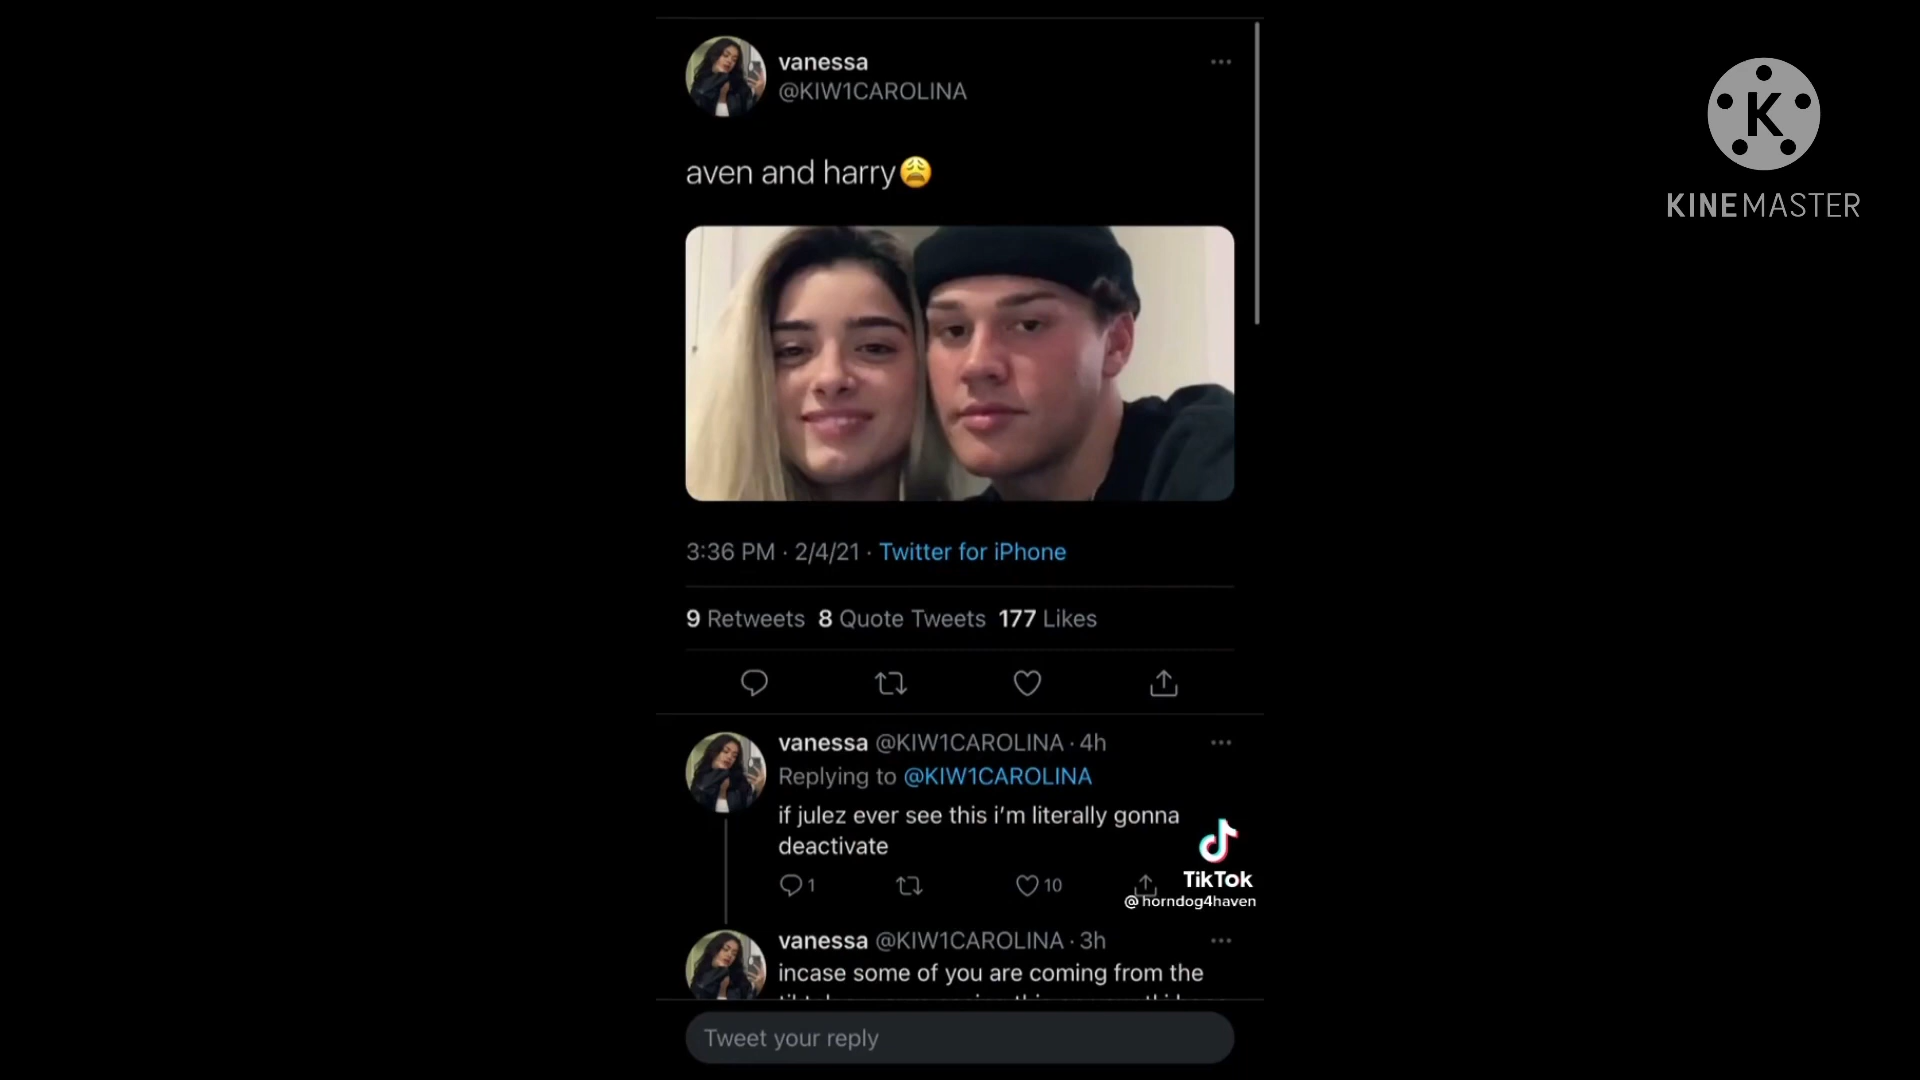 vanessa
@KIW1CAROLINA
aven and harry😩
3:36 PM · 2/4/21 · Twitter for iPhone
9 Retweets 8 Quote Tweets 177 Likes
vanessa @KIW1CAROLINA · 4h
Replying to @KIW1CAROLINA
if julez ever see this i’m literally gonna
deactivate
1 10
TikTok
@horndog4haven
vanessa @KIW1CAROLINA · 3h
incase some of you are coming from the
Tweet your reply
K
KINEMASTER